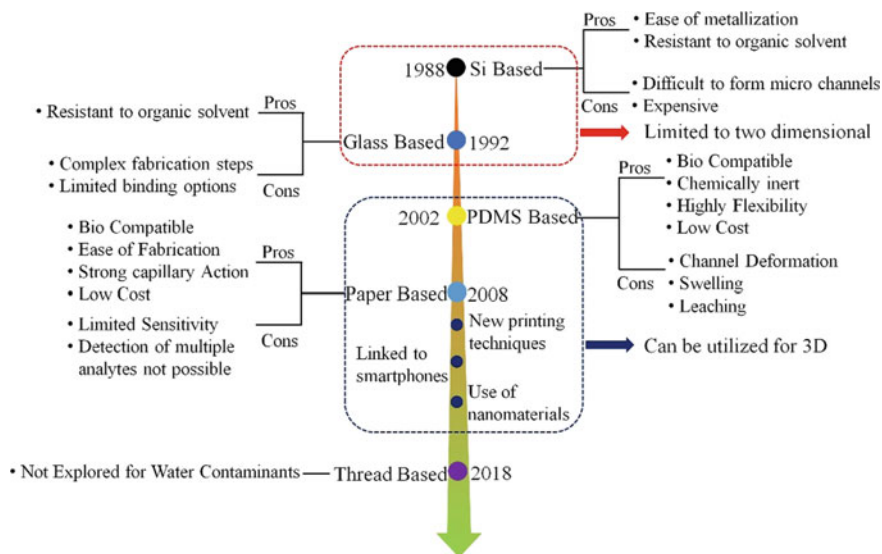 Pros
• Ease of metallization
• Resistant to organic solvent
1988
Si Based
• Difficult to form micro channels
Cons
• Expensive
• Resistant to organic solvent
Pros
Limited to two dimensional
Glass Based
1992
• Complex fabrication steps
• Limited binding options
Cons
Pros
• Bio Compatible
• Chemically inert
• Highly Flexibility
• Low Cost
2002
PDMS Based
• Channel Deformation
Cons
• Swelling
• Leaching
• Bio Compatible
• Ease of Fabrication
Pros
• Strong capillary Action
• Low Cost
Paper Based
2008
• Limited Sensitivity
Cons
• Detection of multiple
analytes not possible
New printing
techniques
Linked to
smartphones
Can be utilized for 3D
Use of
nanomaterials
• Not Explored for Water Contaminants
Thread Based
2018